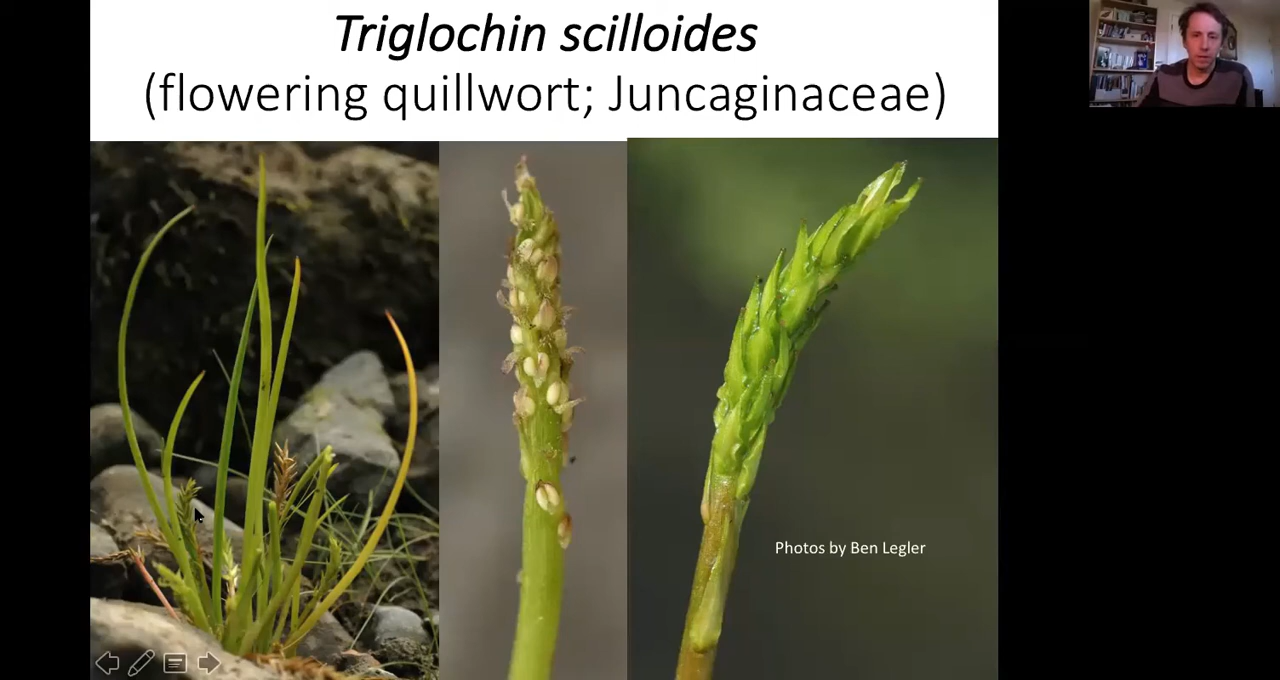 Triglochin scilloides
(flowering quillwort; Juncaginaceae)
Photos by Ben Legler